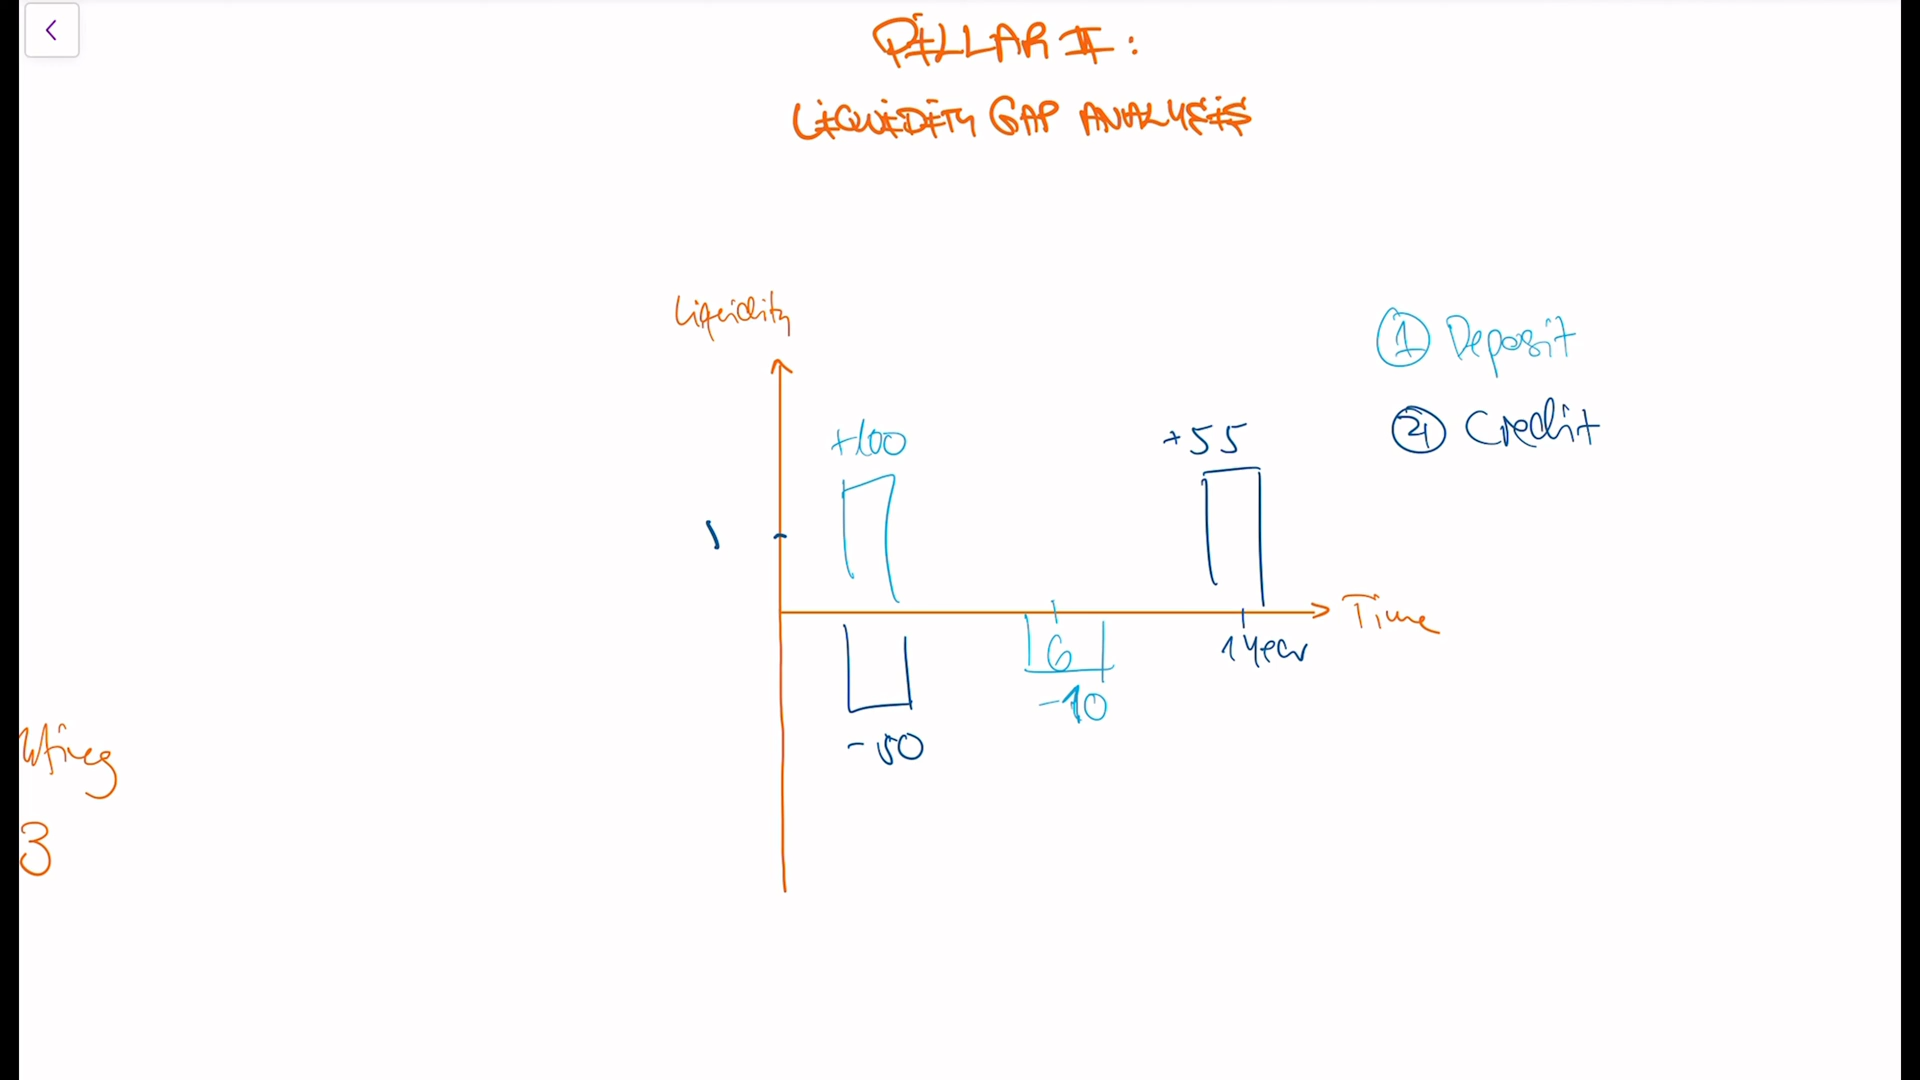 PILLAR II:
LIQUIDITY GAP ANALYSIS
Liquidity
① Deposit
② Credit
+100
+55
Time
6
1 year
-10
-50
3